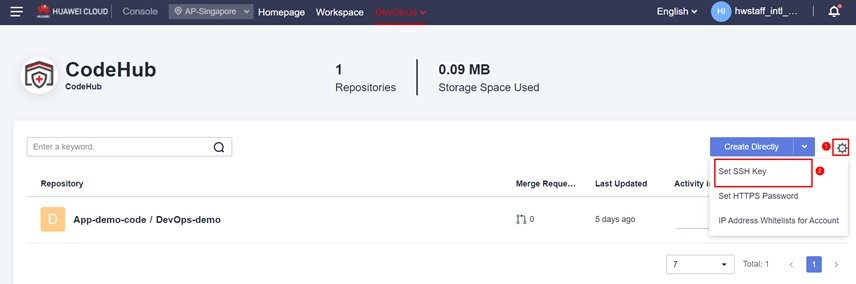 HUAWEI HUAWEI CLOUD Console AP-Singapore Homepage Workspace DevCloud English HI hwstaff_intl_...
CodeHub
CodeHub
1
Repositories
0.09 MB
Storage Space Used
Enter a keyword.
Create Directly
1
Set SSH Key
2
Set HTTPS Password
IP Address Whitelists for Account
Repository Merge Reque... Last Updated Activity in
D App-demo-code / DevOps-demo 0 5 days ago
7 Total: 1 < 1 >